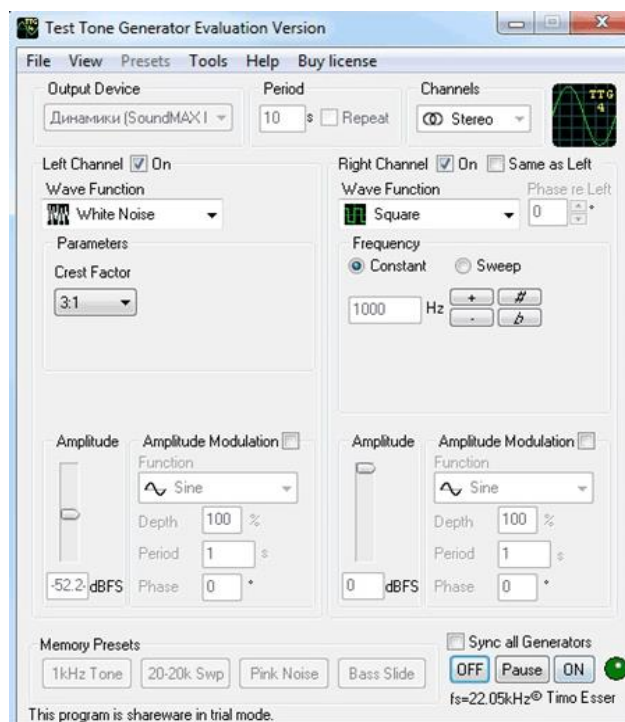 Test Tone Generator Evaluation Version
File View Presets Tools Help Buy license
Output Device Period Channels
Динамики (SoundMAX I 10 s Repeat Stereo
TTG
4
Left Channel On Right Channel On Same as Left
Wave Function Wave Function Phase re Left
White Noise Square 0 °
Parameters Frequency
Crest Factor Constant Sweep
3:1 1000 Hz + #
- b
Amplitude Amplitude Modulation Amplitude Amplitude Modulation
Function Function
Sine Sine
Depth 100 % Depth 100 %
Period 1 s Period 1 s
-52.2 dBFS Phase 0 ° 0 dBFS Phase 0 °
Memory Presets Sync all Generators
1kHz Tone 20-20k Swp Pink Noise Bass Slide OFF Pause ON
fs=22.05kHz© Timo Esser
This program is shareware in trial mode.